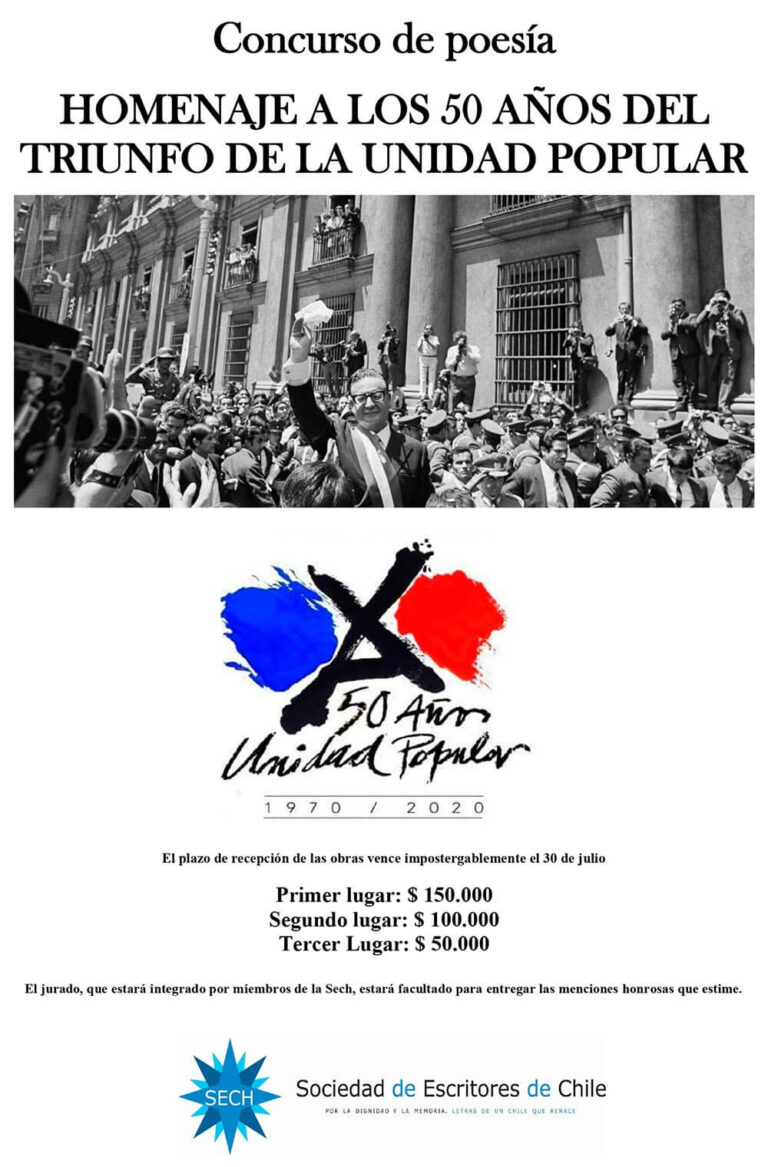 Concurso de poesía
HOMENAJE A LOS 50 AÑOS DEL
TRIUNFO DE LA UNIDAD POPULAR
50 Años
Unidad Popular
1970 / 2020
El plazo de recepción de las obras vence impostergablemente el 30 de julio
Primer lugar: $ 150.000
Segundo lugar: $ 100.000
Tercer Lugar: $ 50.000
El jurado, que estará integrado por miembros de la Sech, estará facultado para entregar las menciones honrosas que estime.
SECH
Sociedad de Escritores de Chile
POR LA DIGNIDAD Y LA MEMORIA. LETRAS DE UN CHILE QUE RENACE